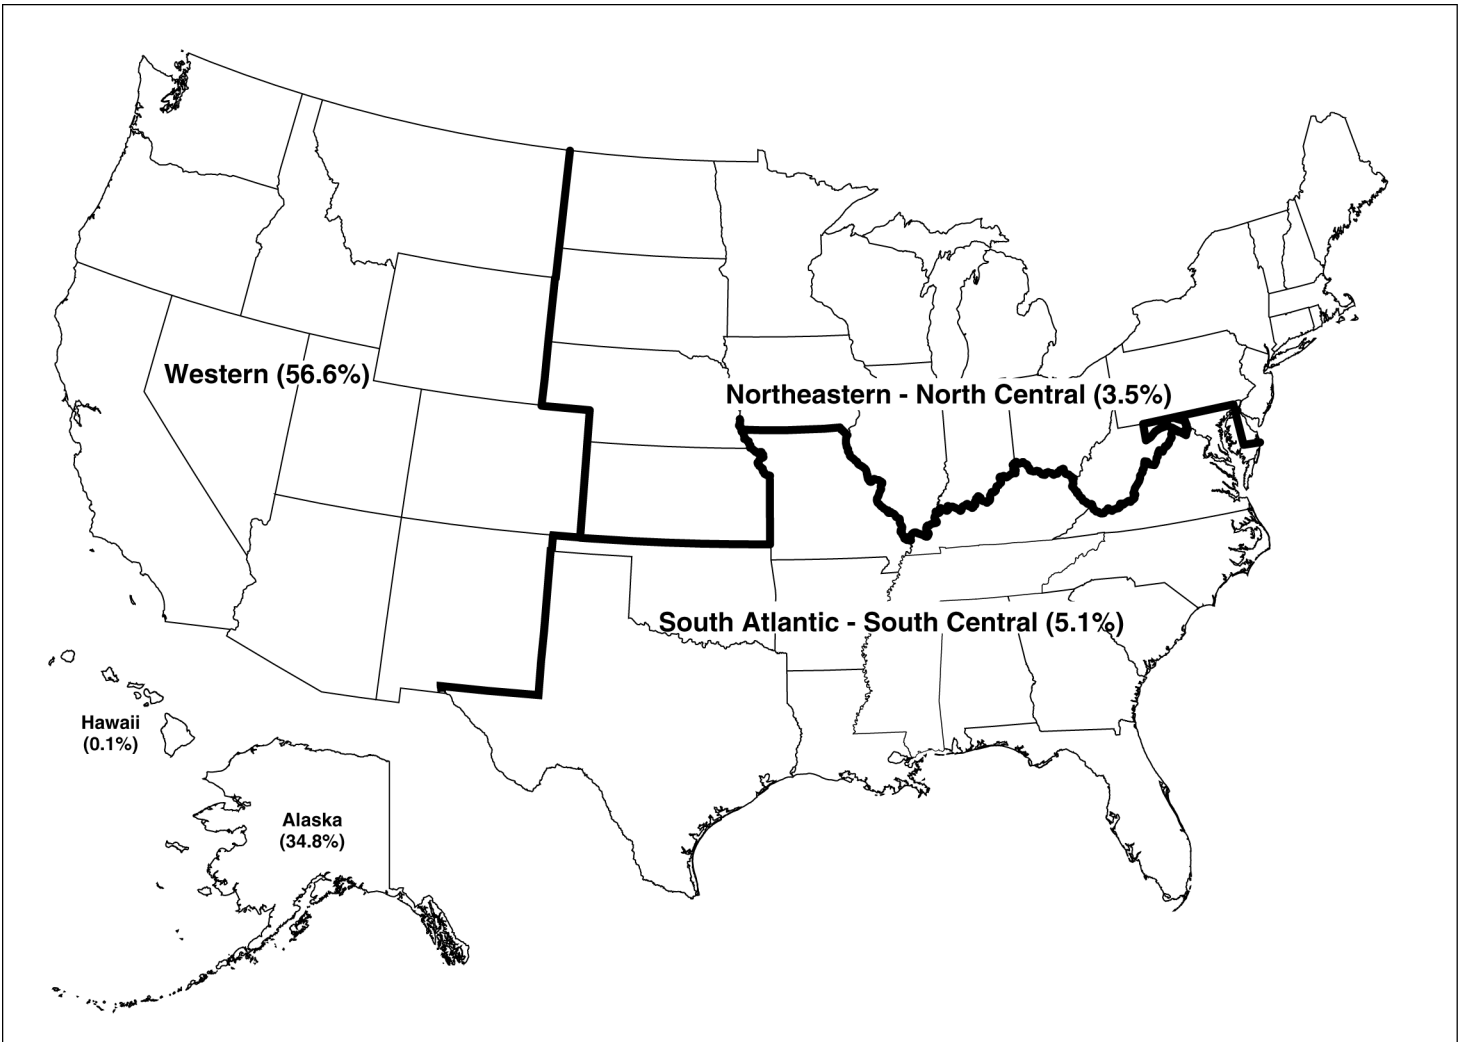 Western (56.6%)
Northeastern - North Central (3.5%)
South Atlantic - South Central (5.1%)
Hawaii
(0.1%)
Alaska
(34.8%)